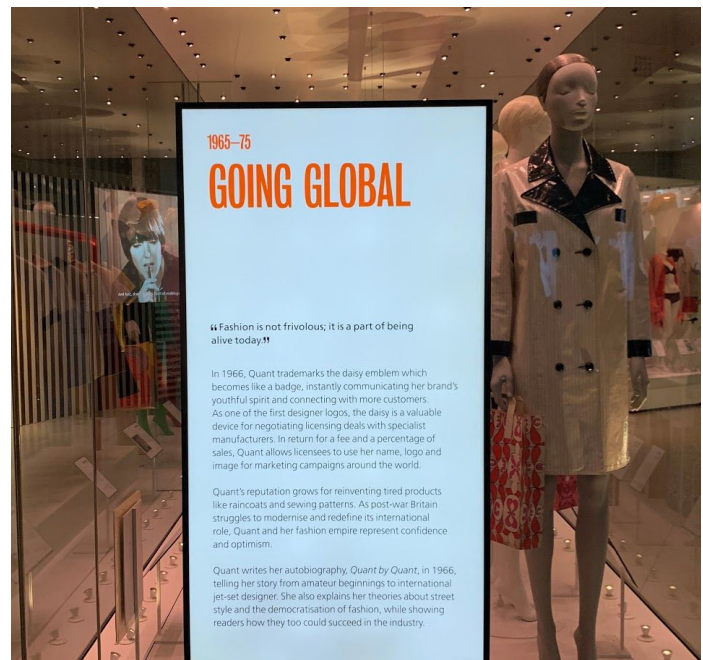 1965–75
GOING GLOBAL
“Fashion is not frivolous; it is a part of being
alive today.”
In 1966, Quant trademarks the daisy emblem which
becomes like a badge, instantly communicating her brand's
youthful spirit and connecting with more customers.
As one of the first designer logos, the daisy is a valuable
device for negotiating licensing deals with specialist
manufacturers. In return for a fee and a percentage of
sales, Quant allows licensees to use her name, logo and
image for marketing campaigns around the world.
Quant's reputation grows for reinventing tired products
like raincoats and sewing patterns. As post-war Britain
struggles to modernise and redefine its international
role, Quant and her fashion empire represent confidence
and optimism.
Quant writes her autobiography, Quant by Quant, in 1966,
telling her story from amateur beginnings to international
jet-set designer. She also explains her theories about street
style and the democratisation of fashion, while showing
readers how they too could succeed in the industry.